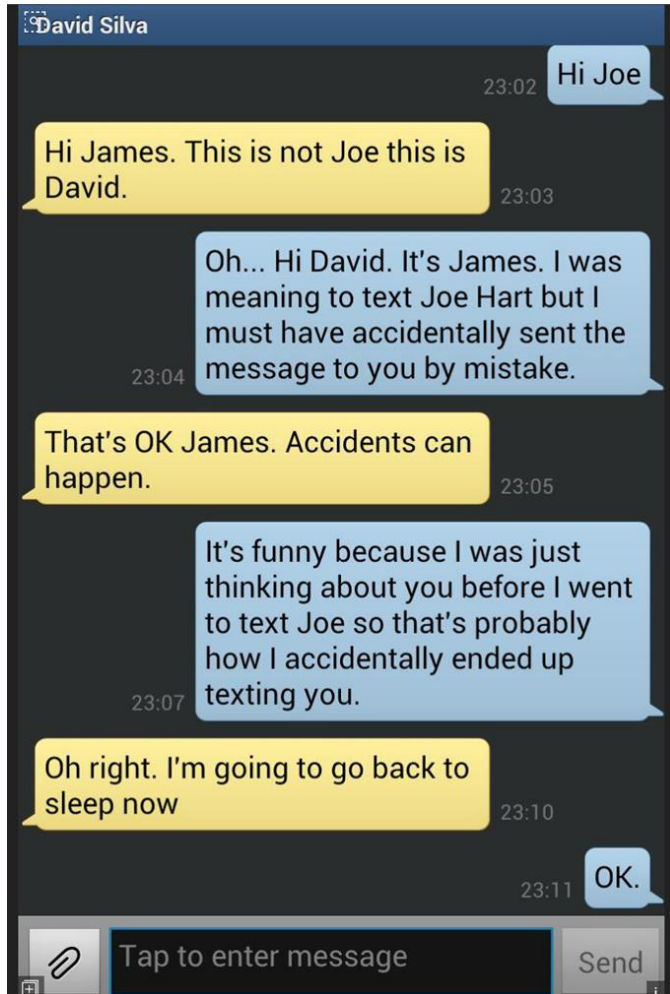 David Silva
Hi Joe
23:02
Hi James. This is not Joe this is
David.
23:03
Oh... Hi David. It's James. I was
meaning to text Joe Hart but I
must have accidentally sent the
message to you by mistake.
23:04
That's OK James. Accidents can
happen.
23:05
It's funny because I was just
thinking about you before I went
to text Joe so that's probably
how I accidentally ended up
texting you.
23:07
Oh right. I'm going to go back to
sleep now
23:10
OK.
23:11
Tap to enter message
Send